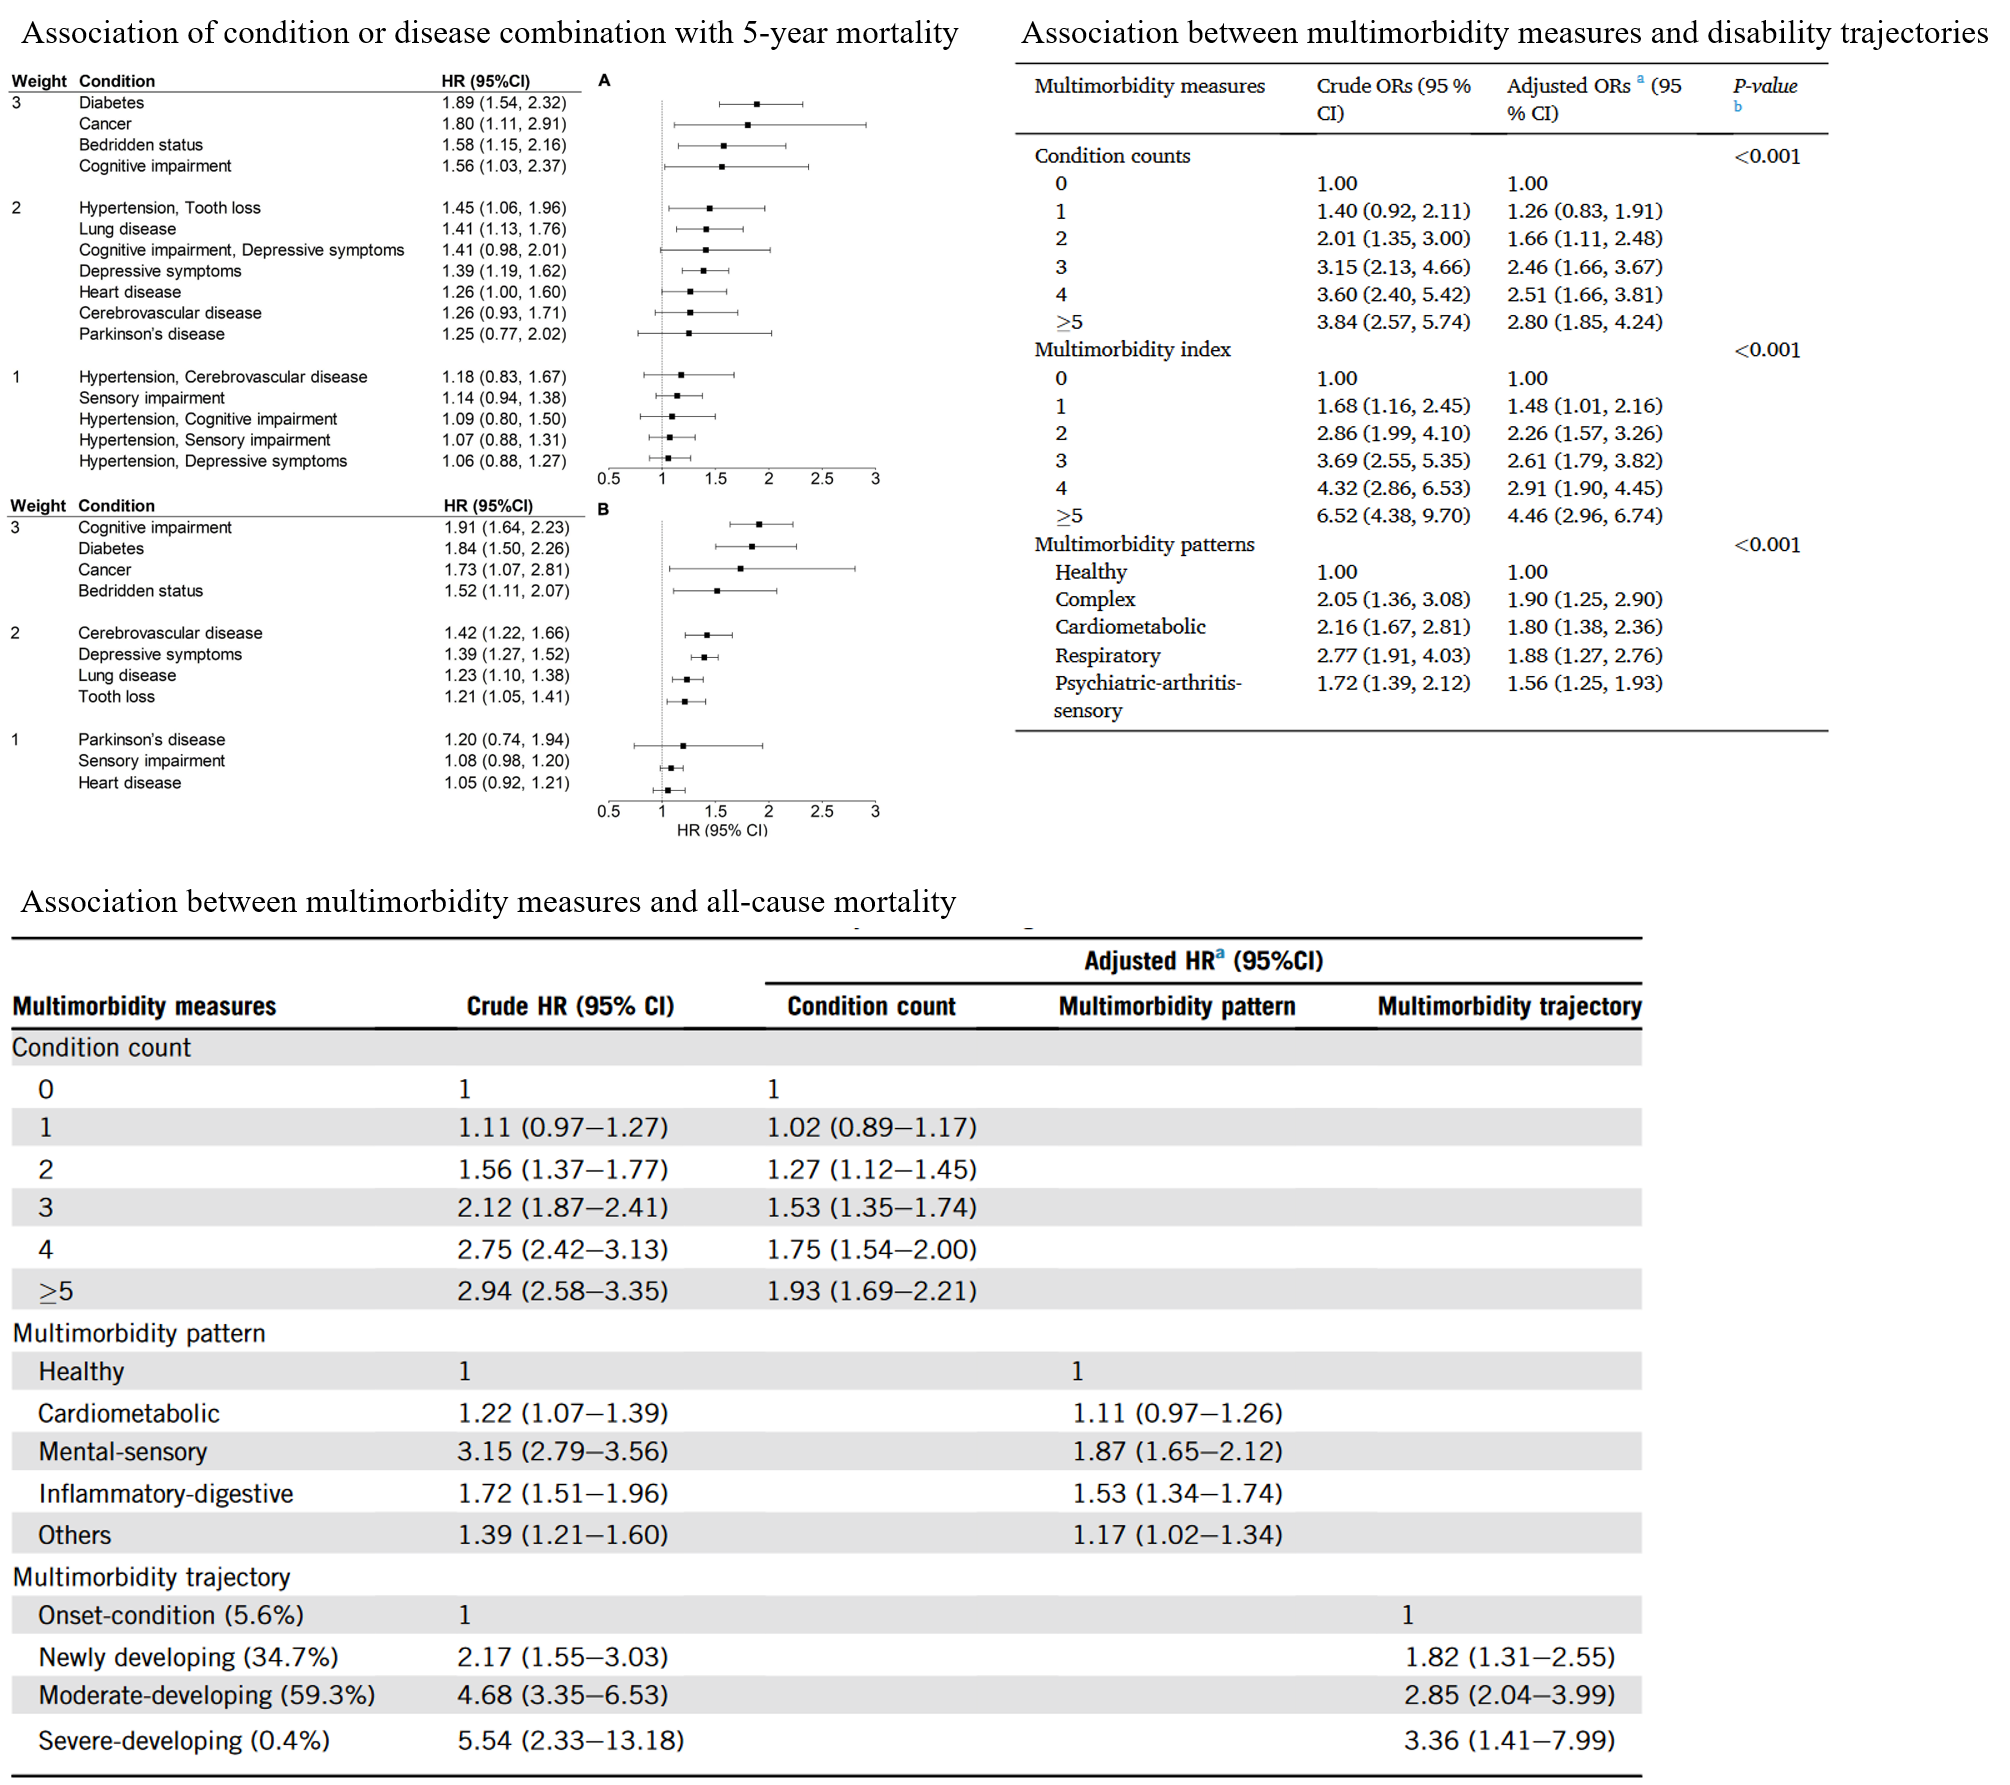 Association of condition or disease combination with 5-year mortality
Weight Condition HR (95%CI) A
3 Diabetes 1.89 (1.54, 2.32)
Cancer 1.80 (1.11, 2.91)
Bedridden status 1.58 (1.15, 2.16)
Cognitive impairment 1.56 (1.03, 2.37)
2 Hypertension, Tooth loss 1.45 (1.06, 1.96)
Lung disease 1.41 (1.13, 1.76)
Cognitive impairment, Depressive symptoms 1.41 (0.98, 2.01)
Depressive symptoms 1.39 (1.19, 1.62)
Heart disease 1.26 (1.00, 1.60)
Cerebrovascular disease 1.26 (0.93, 1.71)
Parkinson's disease 1.25 (0.77, 2.02)
1 Hypertension, Cerebrovascular disease 1.18 (0.83, 1.67)
Sensory impairment 1.14 (0.94, 1.38)
Hypertension, Cognitive impairment 1.09 (0.80, 1.50)
Hypertension, Sensory impairment 1.07 (0.88, 1.31)
Hypertension, Depressive symptoms 1.06 (0.88, 1.27)
0.5 1 1.5 2 2.5 3
Weight Condition HR (95%CI) B
3 Cognitive impairment 1.91 (1.64, 2.23)
Diabetes 1.84 (1.50, 2.26)
Cancer 1.73 (1.07, 2.81)
Bedridden status 1.52 (1.11, 2.07)
2 Cerebrovascular disease 1.42 (1.22, 1.66)
Depressive symptoms 1.39 (1.27, 1.52)
Lung disease 1.23 (1.10, 1.38)
Tooth loss 1.21 (1.05, 1.41)
1 Parkinson's disease 1.20 (0.74, 1.94)
Sensory impairment 1.08 (0.98, 1.20)
Heart disease 1.05 (0.92, 1.21)
0.5 1 1.5 2 2.5 3
HR (95% CI)
Association between multimorbidity measures and disability trajectories
Multimorbidity measures Crude ORs (95 % Adjusted ORs a (95 P-value
CI) % CI) b
Condition counts <0.001
0 1.00 1.00
1 1.40 (0.92, 2.11) 1.26 (0.83, 1.91)
2 2.01 (1.35, 3.00) 1.66 (1.11, 2.48)
3 3.15 (2.13, 4.66) 2.46 (1.66, 3.67)
4 3.60 (2.40, 5.42) 2.51 (1.66, 3.81)
≥5 3.84 (2.57, 5.74) 2.80 (1.85, 4.24)
Multimorbidity index <0.001
0 1.00 1.00
1 1.68 (1.16, 2.45) 1.48 (1.01, 2.16)
2 2.86 (1.99, 4.10) 2.26 (1.57, 3.26)
3 3.69 (2.55, 5.35) 2.61 (1.79, 3.82)
4 4.32 (2.86, 6.53) 2.91 (1.90, 4.45)
≥5 6.52 (4.38, 9.70) 4.46 (2.96, 6.74)
Multimorbidity patterns <0.001
Healthy 1.00 1.00
Complex 2.05 (1.36, 3.08) 1.90 (1.25, 2.90)
Cardiometabolic 2.16 (1.67, 2.81) 1.80 (1.38, 2.36)
Respiratory 2.77 (1.91, 4.03) 1.88 (1.27, 2.76)
Psychiatric-arthritis- 1.72 (1.39, 2.12) 1.56 (1.25, 1.93)
sensory
Association between multimorbidity measures and all-cause mortality
Adjusted HRa (95%CI)
Multimorbidity measures Crude HR (95% CI) Condition count Multimorbidity pattern Multimorbidity trajectory
Condition count
0 1 1
1 1.11 (0.97–1.27) 1.02 (0.89–1.17)
2 1.56 (1.37–1.77) 1.27 (1.12–1.45)
3 2.12 (1.87–2.41) 1.53 (1.35–1.74)
4 2.75 (2.42–3.13) 1.75 (1.54–2.00)
≥5 2.94 (2.58–3.35) 1.93 (1.69–2.21)
Multimorbidity pattern
Healthy 1 1
Cardiometabolic 1.22 (1.07–1.39) 1.11 (0.97–1.26)
Mental-sensory 3.15 (2.79–3.56) 1.87 (1.65–2.12)
Inflammatory-digestive 1.72 (1.51–1.96) 1.53 (1.34–1.74)
Others 1.39 (1.21–1.60) 1.17 (1.02–1.34)
Multimorbidity trajectory
Onset-condition (5.6%) 1 1
Newly developing (34.7%) 2.17 (1.55–3.03) 1.82 (1.31–2.55)
Moderate-developing (59.3%) 4.68 (3.35–6.53) 2.85 (2.04–3.99)
Severe-developing (0.4%) 5.54 (2.33–13.18) 3.36 (1.41–7.99)